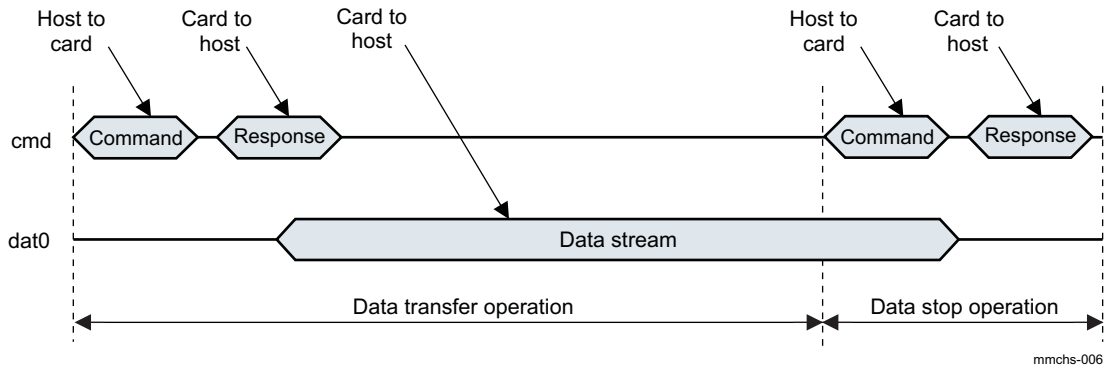 Host to
card
Card to
host
Card to
host
Host to
card
Card to
host
cmd
Command
Response
Command
Response
dat0
Data stream
Data transfer operation
Data stop operation
mmchs-006